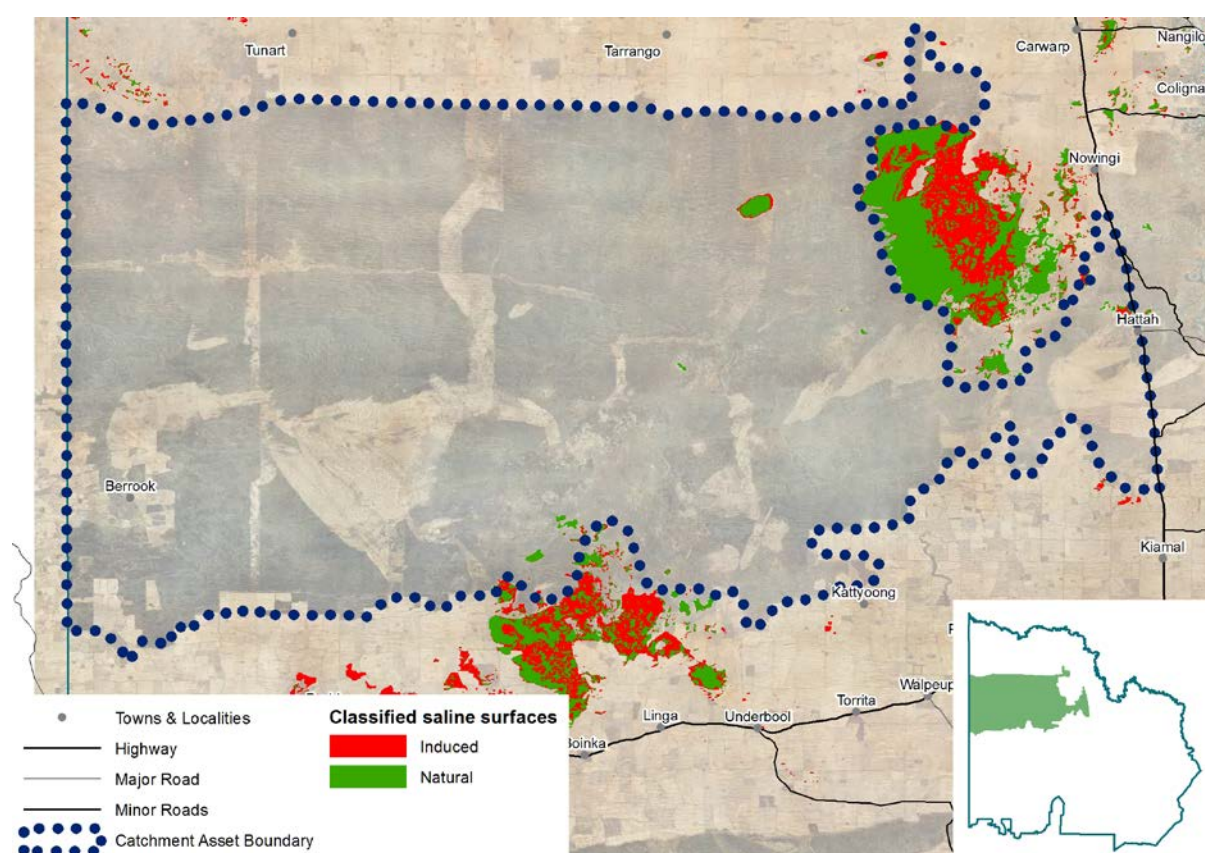 Tunart
Tarrango
Carwarp
Nangilo
Coligna
Nowingi
Hattah
Berrook
Kattyoong
Kiamal
Walpeup
Torrita
Linga
Underbool
Boinka
Towns & Localities
Highway
Major Road
Minor Roads
Catchment Asset Boundary
Classified saline surfaces
Induced
Natural